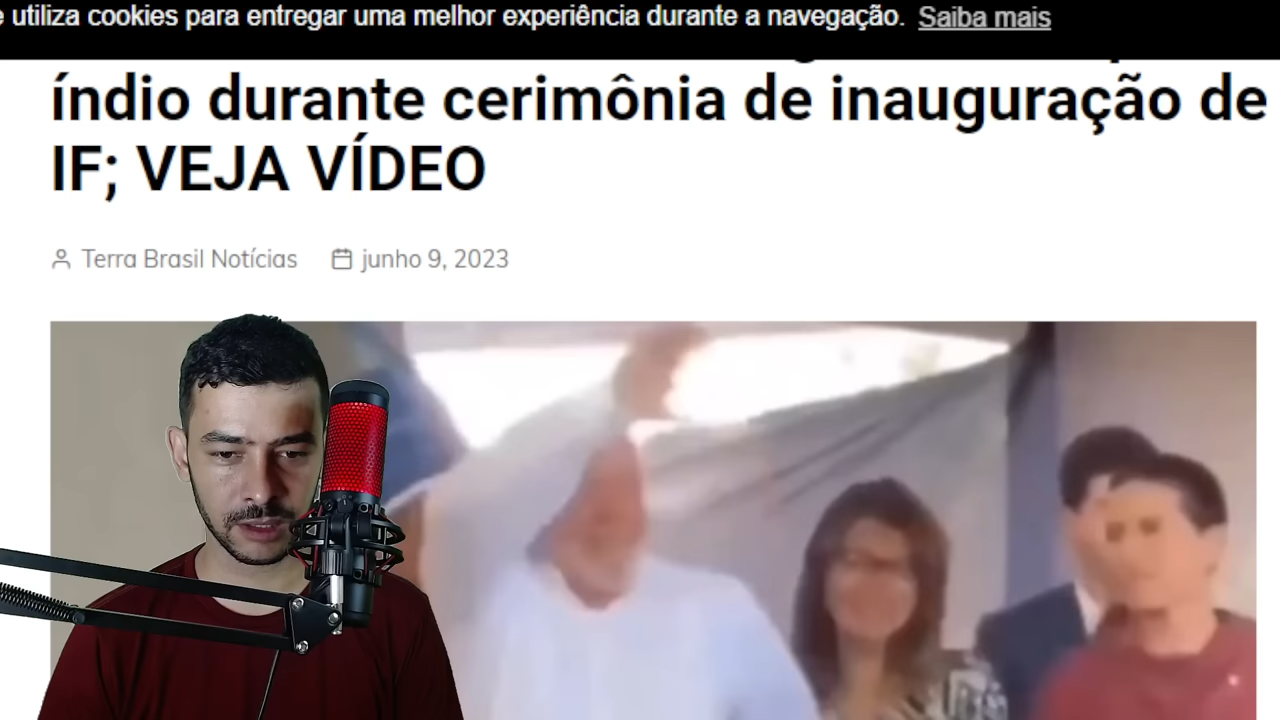 utiliza cookies para entregar uma melhor experiência durante a navegação. Saiba mais
índio durante cerimônia de inauguração de
IF; VEJA VÍDEO
Terra Brasil Notícias junho 9, 2023